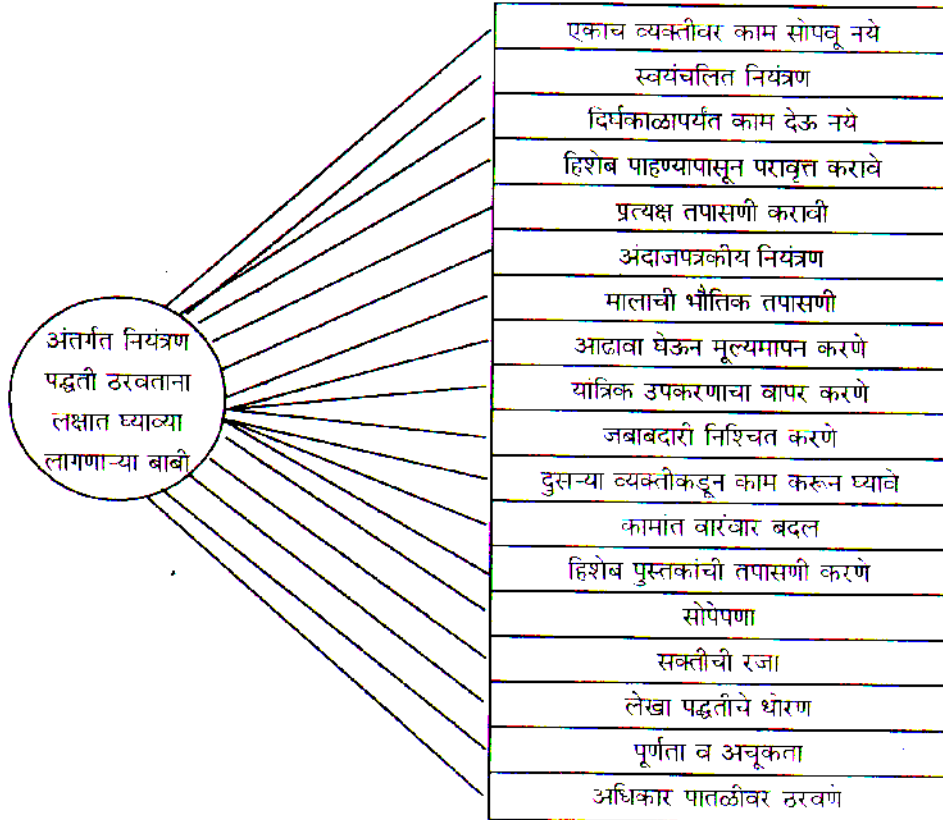 अंतर्गत नियंत्रण
पद्धती ठरवताना
लक्षात घ्याव्या
लागणाऱ्या बाबी
एकाच व्यक्तीवर काम सोपवू नये
स्वयंचलित नियंत्रण
दिर्घकाळापर्यंत काम देऊ नये
हिशेब पाहण्यापासून परावृत्त करावे
प्रत्यक्ष तपासणी करावी
अंदाजपत्रकीय नियंत्रण
मालाची भौतिक तपासणी
आढावा घेऊन मूल्यमापन करणे
यांत्रिक उपकरणाचा वापर करणे
जबाबदारी निश्चित करणे
दुसऱ्या व्यक्तीकडून काम करून घ्यावे
कामांत वारंवार बदल
हिशेब पुस्तकांची तपासणी करणे
सोपेपणा
सक्तीची रजा
लेखा पद्धतीचे धोरण
पूर्णता व अचूकता
अधिकार पातळीवर ठरवणे